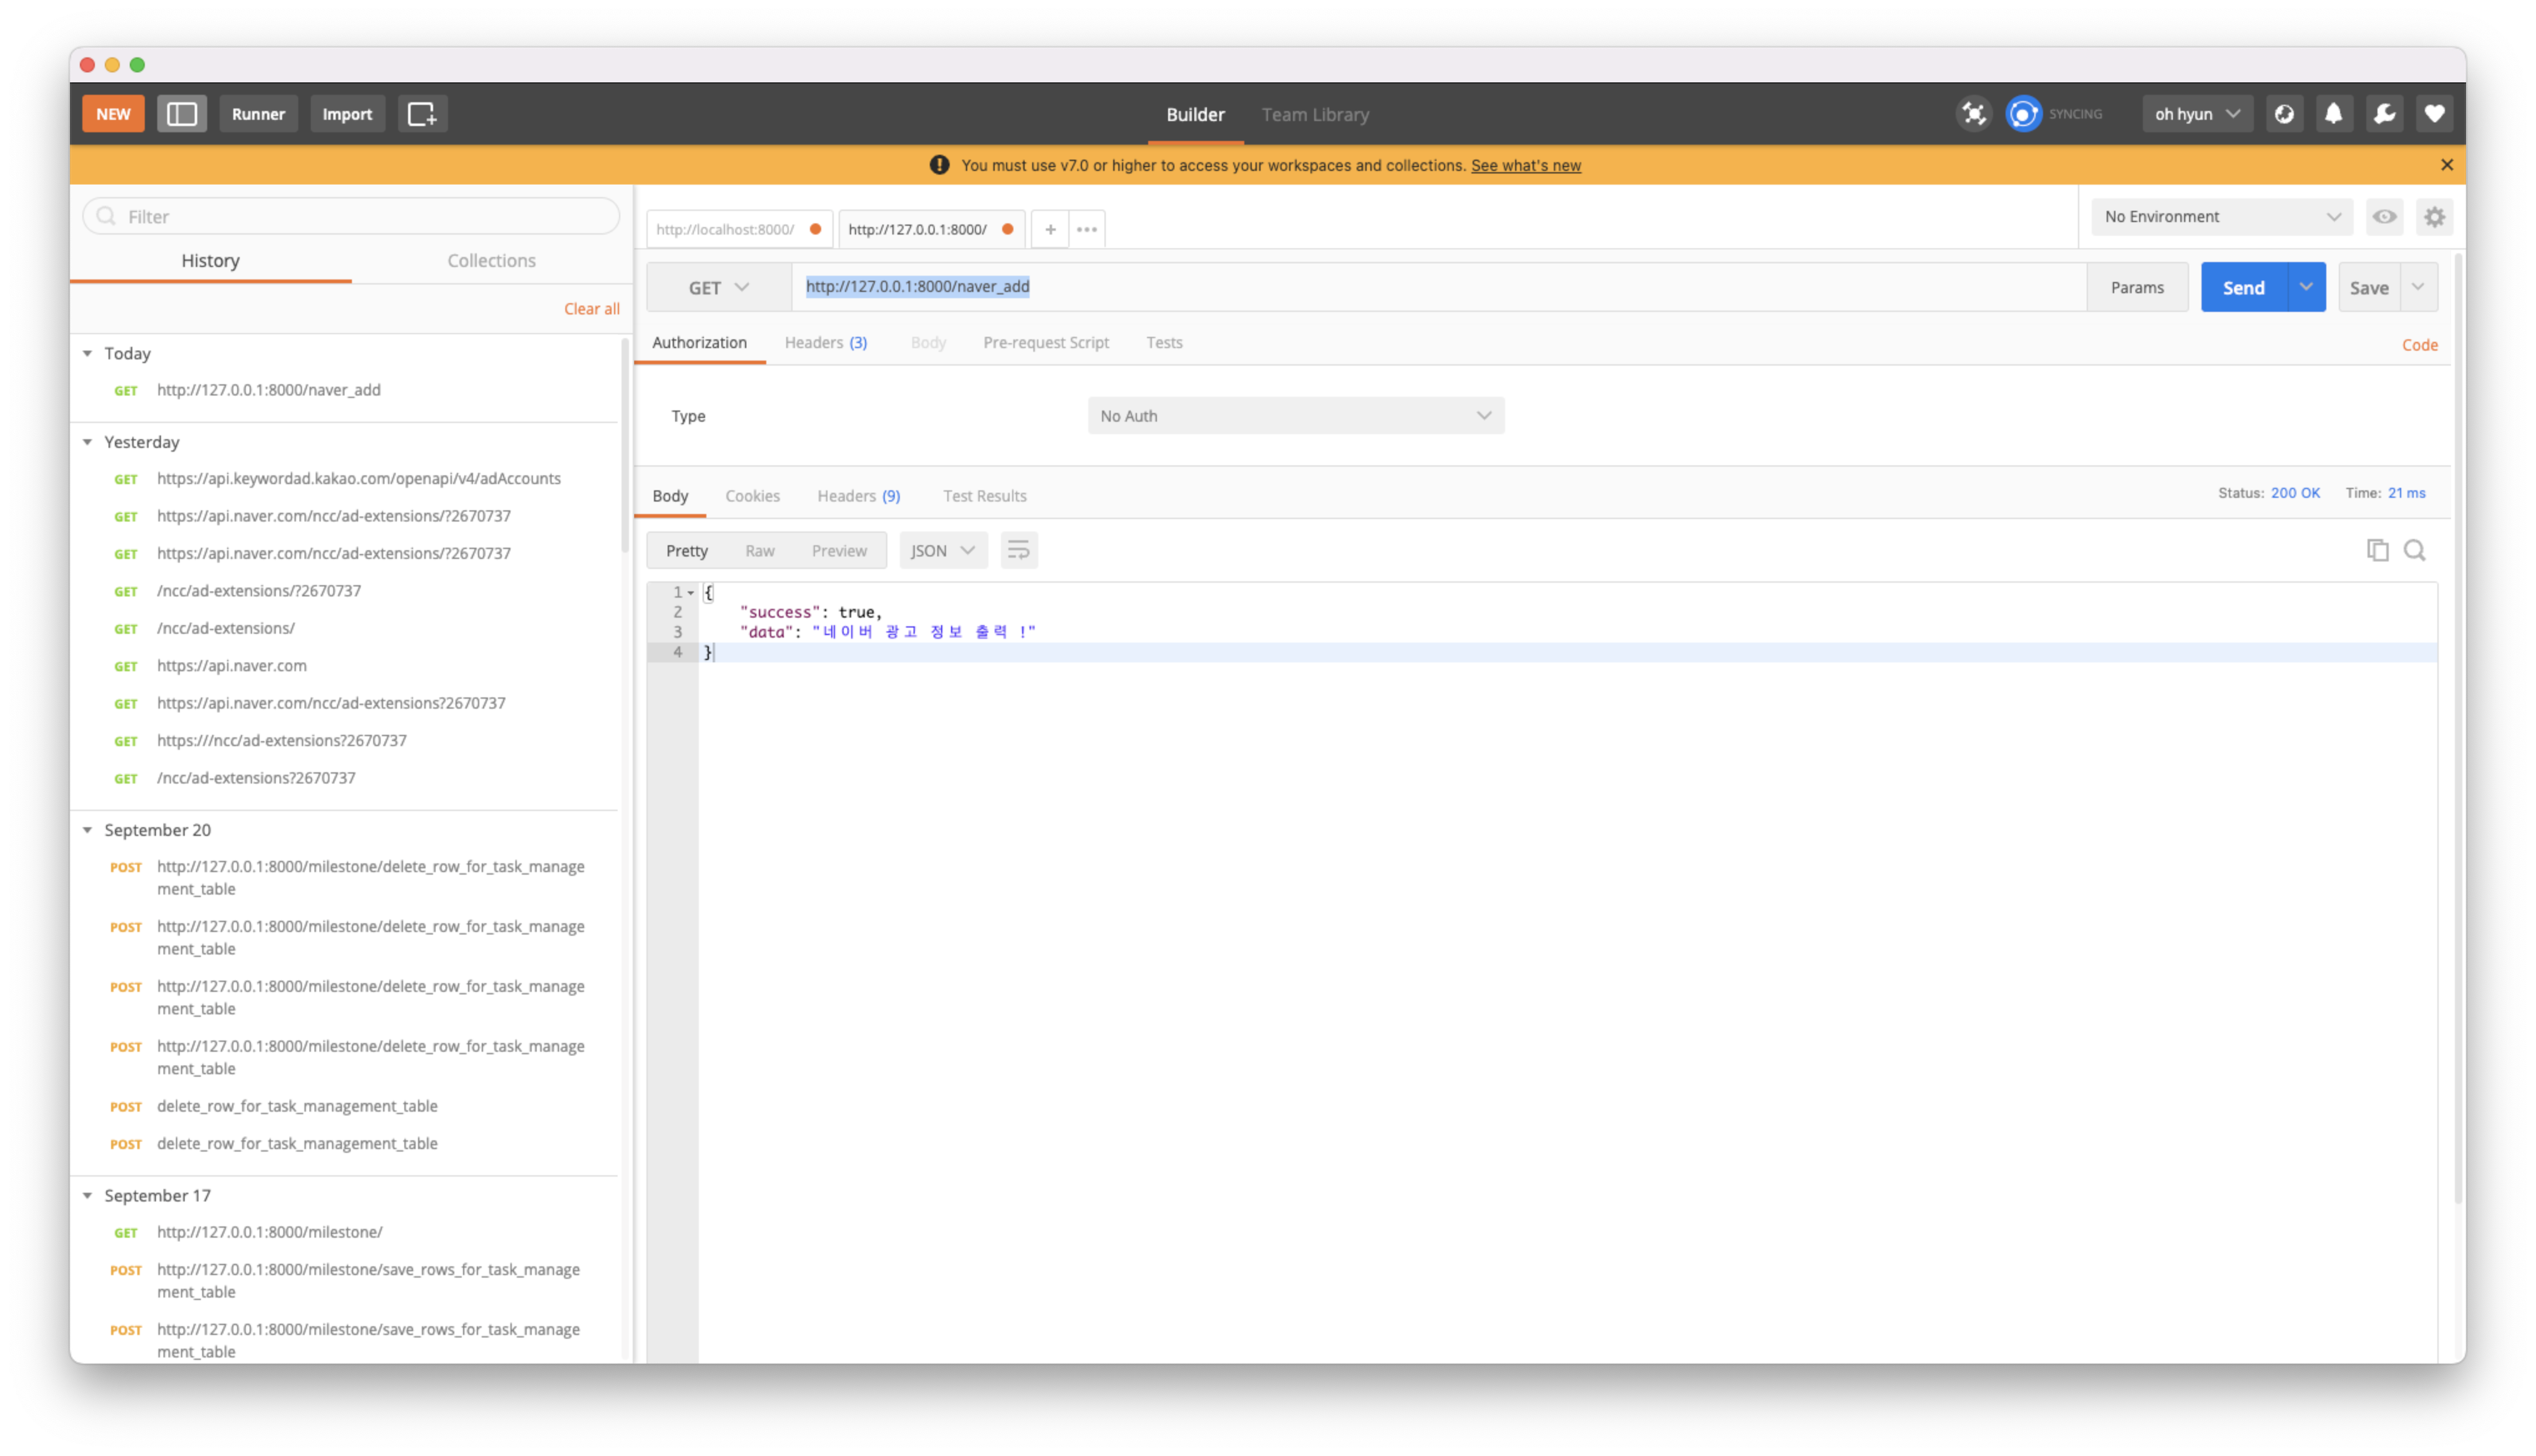 NEW Runner Import Builder Team Library SYNCING oh hyun
You must use v7.0 or higher to access your workspaces and collections. See what's new
Filter
History Collections
Clear all
Today
GET http://127.0.0.1:8000/naver_add
Yesterday
GET https://api.keywordad.kakao.com/openapi/v4/adAccounts
GET https://api.naver.com/ncc/ad-extensions/?2670737
GET https://api.naver.com/ncc/ad-extensions/?2670737
GET /ncc/ad-extensions/?2670737
GET /ncc/ad-extensions/
GET https://api.naver.com
GET https://api.naver.com/ncc/ad-extensions?2670737
GET https:///ncc/ad-extensions?2670737
GET /ncc/ad-extensions?2670737
September 20
POST http://127.0.0.1:8000/milestone/delete_row_for_task_manage
ment_table
POST http://127.0.0.1:8000/milestone/delete_row_for_task_manage
ment_table
POST http://127.0.0.1:8000/milestone/delete_row_for_task_manage
ment_table
POST http://127.0.0.1:8000/milestone/delete_row_for_task_manage
ment_table
POST delete_row_for_task_management_table
POST delete_row_for_task_management_table
September 17
GET http://127.0.0.1:8000/milestone/
POST http://127.0.0.1:8000/milestone/save_rows_for_task_manage
ment_table
POST http://127.0.0.1:8000/milestone/save_rows_for_task_manage
ment_table
http://localhost:8000/ http://127.0.0.1:8000/ + ••• No Environment
GET http://127.0.0.1:8000/naver_add Params Send Save
Authorization Headers (3) Body Pre-request Script Tests Code
Type No Auth
Body Cookies Headers (9) Test Results Status: 200 OK Time: 21 ms
Pretty Raw Preview JSON
1 {
2 "success": true,
3 "data": "네이버 광고 정보 출력 !"
4 }